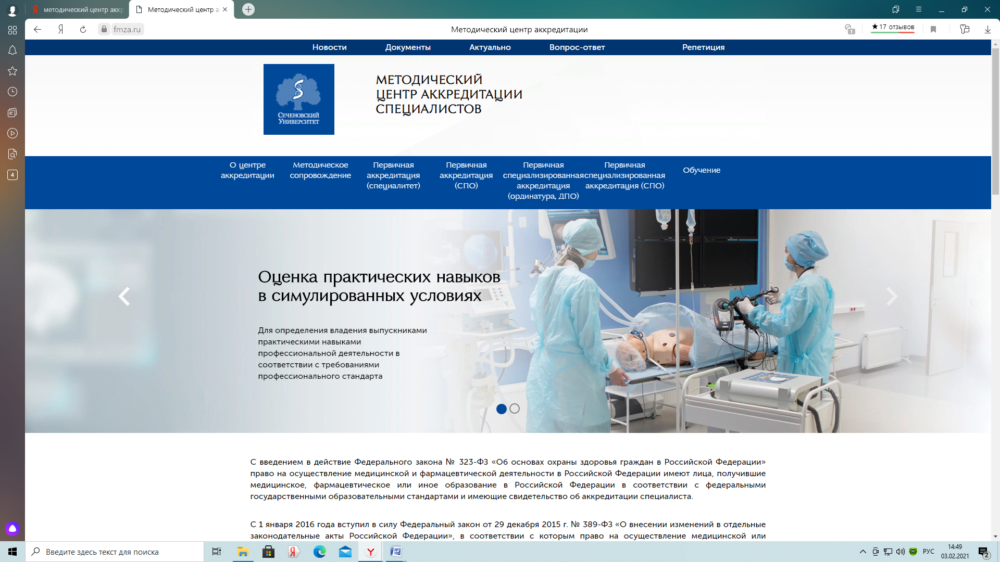 методический центр аккр
Методический центр а
fmza.ru
Методический центр аккредитации
1
★ 17 отзывов
4
Новости
Документы
Актуально
Вопрос-ответ
Репетиция
Сеченовский
Университет
МЕТОДИЧЕСКИЙ
ЦЕНТР АККРЕДИТАЦИИ
СПЕЦИАЛИСТОВ
О центре
аккредитации
Методическое
сопровождение
Первичная
аккредитация
(специалитет)
Первичная
аккредитация
(СПО)
Первичная
специализированная
аккредитация
(ординатура, ДПО)
Первичная
специализированная
аккредитация (СПО)
Обучение
Оценка практических навыков
в симулированных условиях
Для определения владения выпускниками
практическими навыками
профессиональной деятельности в
соответствии с требованиями
профессионального стандарта
С введением в действие Федерального закона № 323-ФЗ «Об основах охраны здоровья граждан в Российской Федерации»
право на осуществление медицинской и фармацевтической деятельности в Российской Федерации имеют лица, получившие
медицинское, фармацевтическое или иное образование в Российской Федерации в соответствии с федеральными
государственными образовательными стандартами и имеющие свидетельство об аккредитации специалиста.
С 1 января 2016 года вступил в силу Федеральный закон от 29 декабря 2015 г. № 389-ФЗ «О внесении изменений в отдельные
законодательные акты Российской Федерации», в соответствии с которым право на осуществление медицинской или
Введите здесь текст для поиска
РУС
14:49
03.02.2021
2